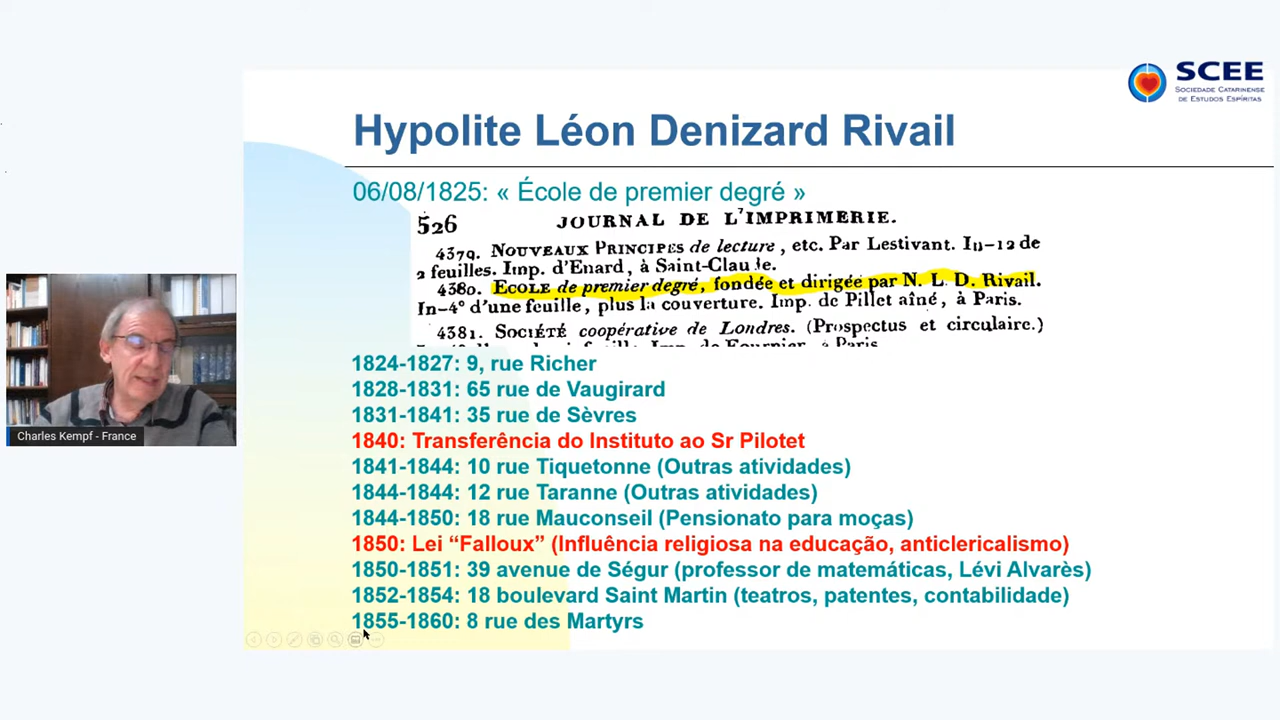 SCEE
SOCIEDADE CATARINENSE
DE ESTUDOS ESPÍRITAS
Hypolite Léon Denizard Rivail
06/08/1825: « École de premier degré »
526 JOURNAL DE L'IMPRIMERIE.
4379. NOUVEAUX PRINCIPES de lecture, etc. Par Lestivant. In-12 de
2 feuilles. Imp. d'Enard, à Saint-Claude.
4380. ECOLE de premier degré, fondée et dirigée par N. L. D. Rivail.
In-4° d'une feuille, plus la couverture. Imp. de Pillet aîné, à Paris.
4381. SOCIÉTÉ coopérative de Londres. (Prospectus et circulaire.)
feuille. Imp. de Fournier, à Paris
1824-1827: 9, rue Richer
1828-1831: 65 rue de Vaugirard
1831-1841: 35 rue de Sèvres
1840: Transferência do Instituto ao Sr Pilotet
1841-1844: 10 rue Tiquetonne (Outras atividades)
1844-1844: 12 rue Taranne (Outras atividades)
1844-1850: 18 rue Mauconseil (Pensionato para moças)
1850: Lei “Falloux” (Influência religiosa na educação, anticlericalismo)
1850-1851: 39 avenue de Ségur (professor de matemáticas, Lévi Alvarès)
1852-1854: 18 boulevard Saint Martin (teatros, patentes, contabilidade)
1855-1860: 8 rue des Martyrs
Charles Kempf - France